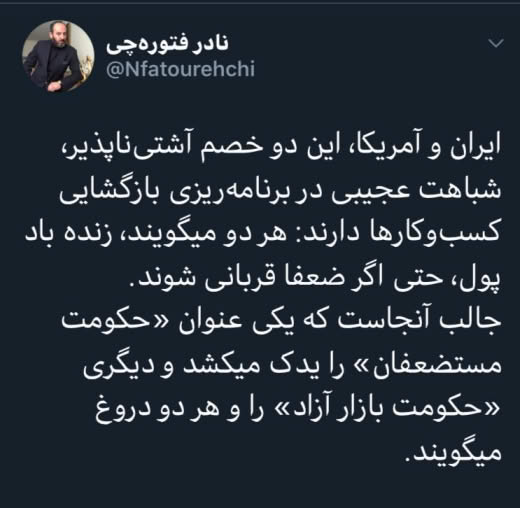 نادر فتوره‌چی
@Nfatourehchi
ایران و آمریکا، این دو خصم آشتی‌ناپذیر،
شباهت عجیبی در برنامه‌ریزی بازگشایی
کسب‌وکارها دارند: هر دو میگویند، زنده باد
پول، حتی اگر ضعفا قربانی شوند.
جالب آنجاست که یکی عنوان «حکومت
مستضعفان» را یدک میکشد و دیگری
«حکومت بازار آزاد» را و هر دو دروغ
میگویند.